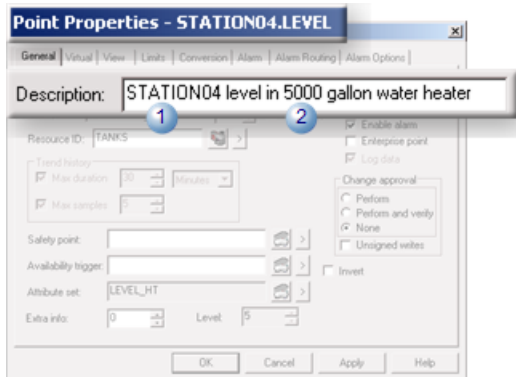 Point Properties - STATION04.LEVEL
General Virtual View Limits Conversion Alarm Alarm Routing Alarm Options
Description: STATION04 level in 5000 gallon water heater
1 2
Resource ID: TANKS
Enable alarm
Enterprise point
Log data
Trend history
Max duration 30 Minutes
Max samples 5
Change approval
Perform
Perform and verify
None
Unsigned writes
Safety point:
Availability trigger:
Invert
Attribute set: LEVEL_HT
Extra info: 0 Level: 5
OK Cancel Apply Help